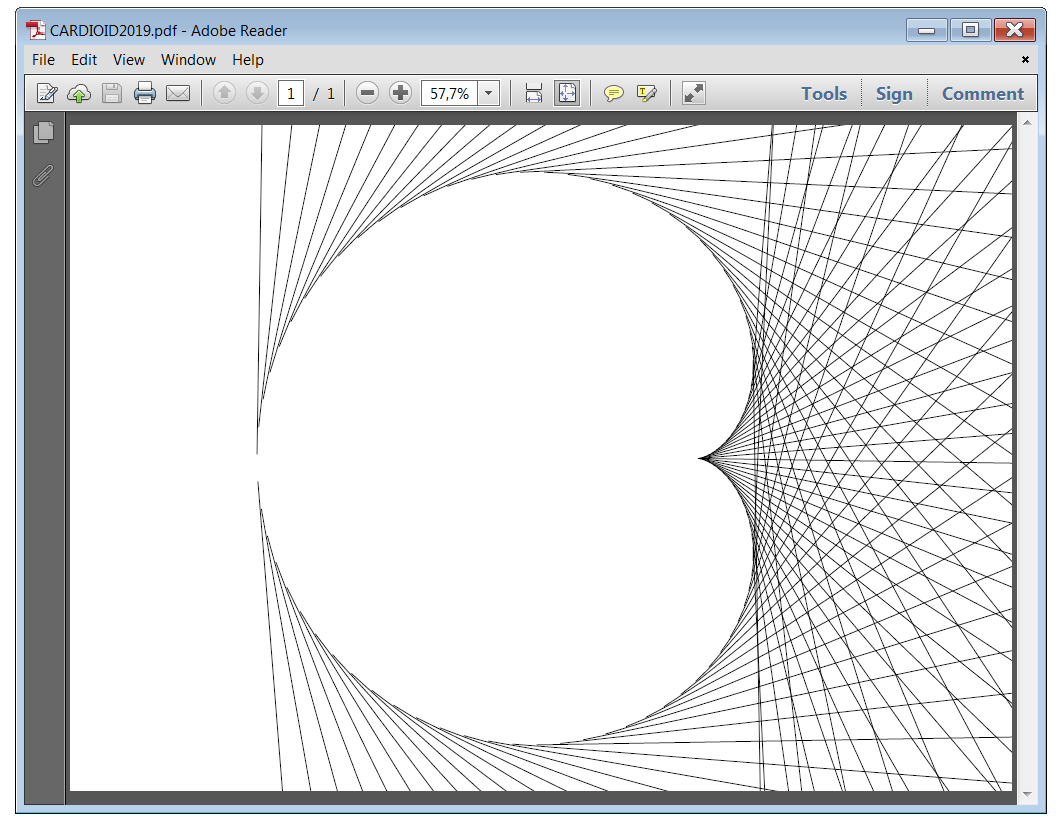 CARDIOID2019.pdf - Adobe Reader
File Edit View Window Help
1 / 1 57,7% Tools Sign Comment